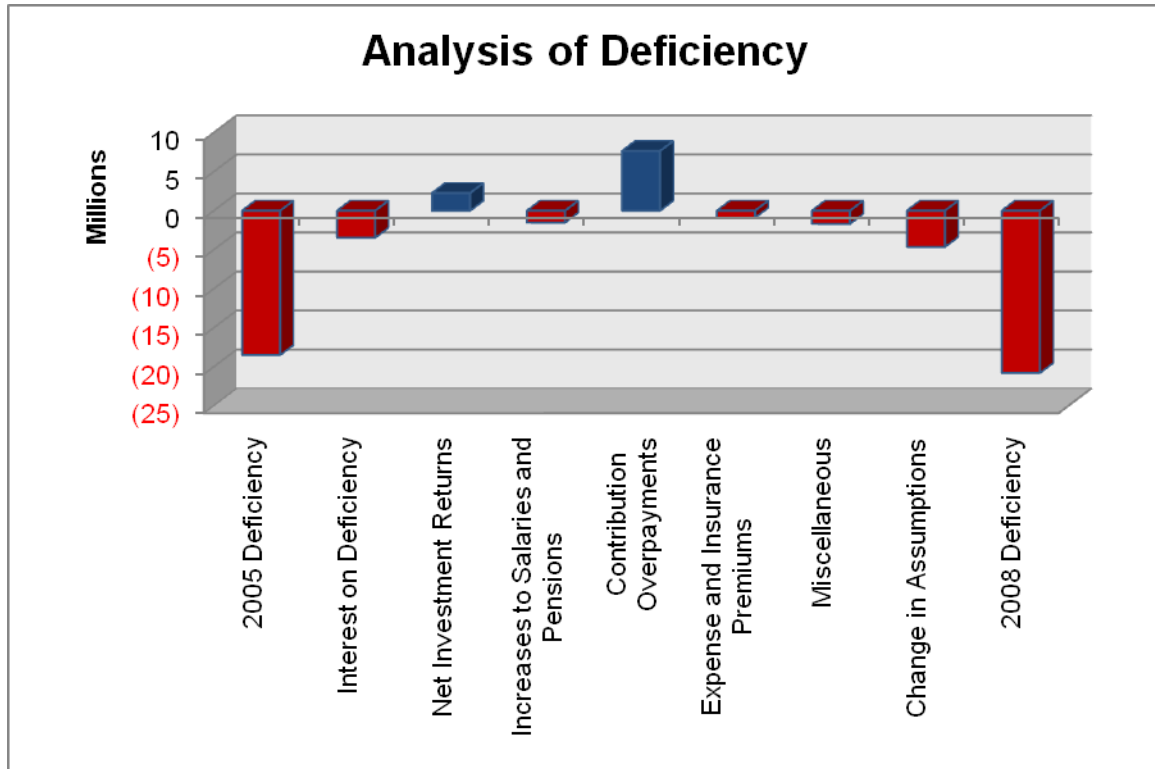 Analysis of Deficiency
Millions
10
5
0
(5)
(10)
(15)
(20)
(25)
2005 Deficiency
Interest on Deficiency
Net Investment Returns
Increases to Salaries and
Pensions
Contribution
Overpayments
Expense and Insurance
Premiums
Miscellaneous
Change in Assumptions
2008 Deficiency